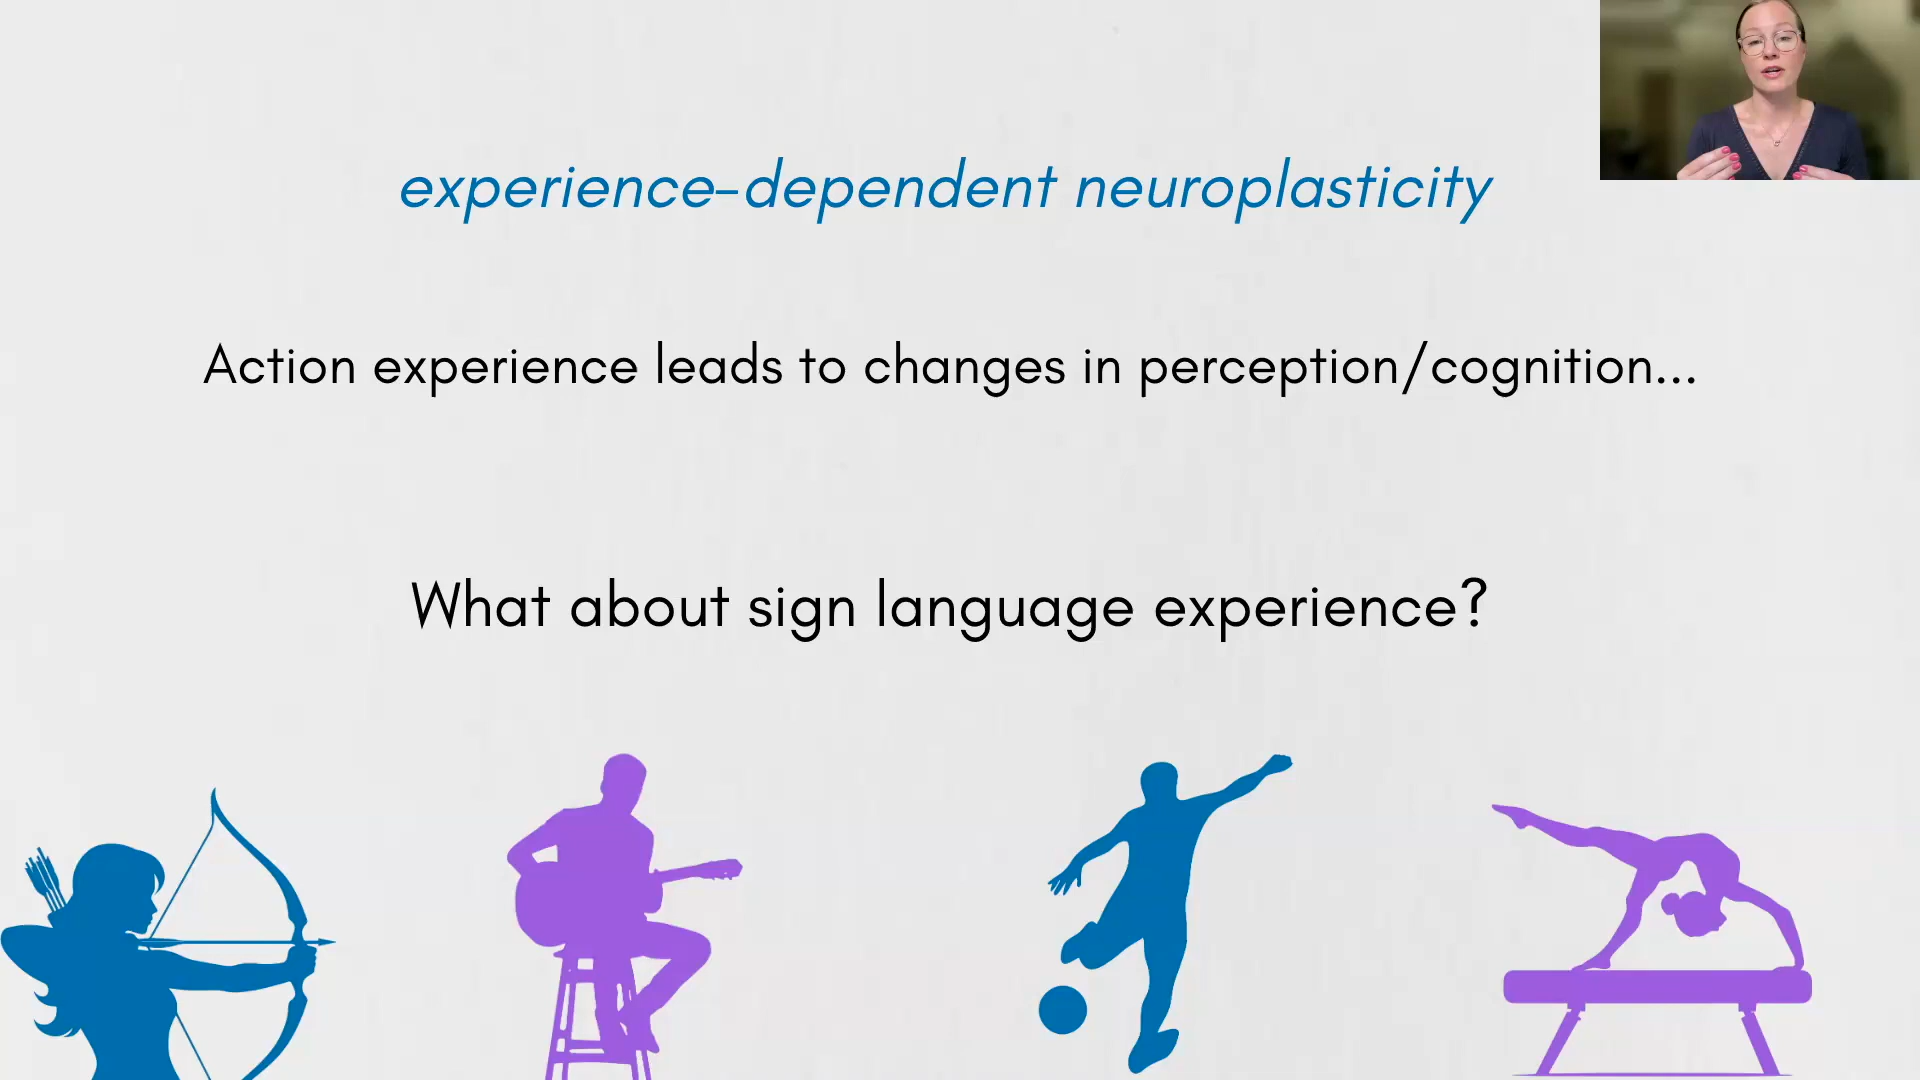 experience-dependent neuroplasticity
Action experience leads to changes in perception/cognition...
What about sign language experience?